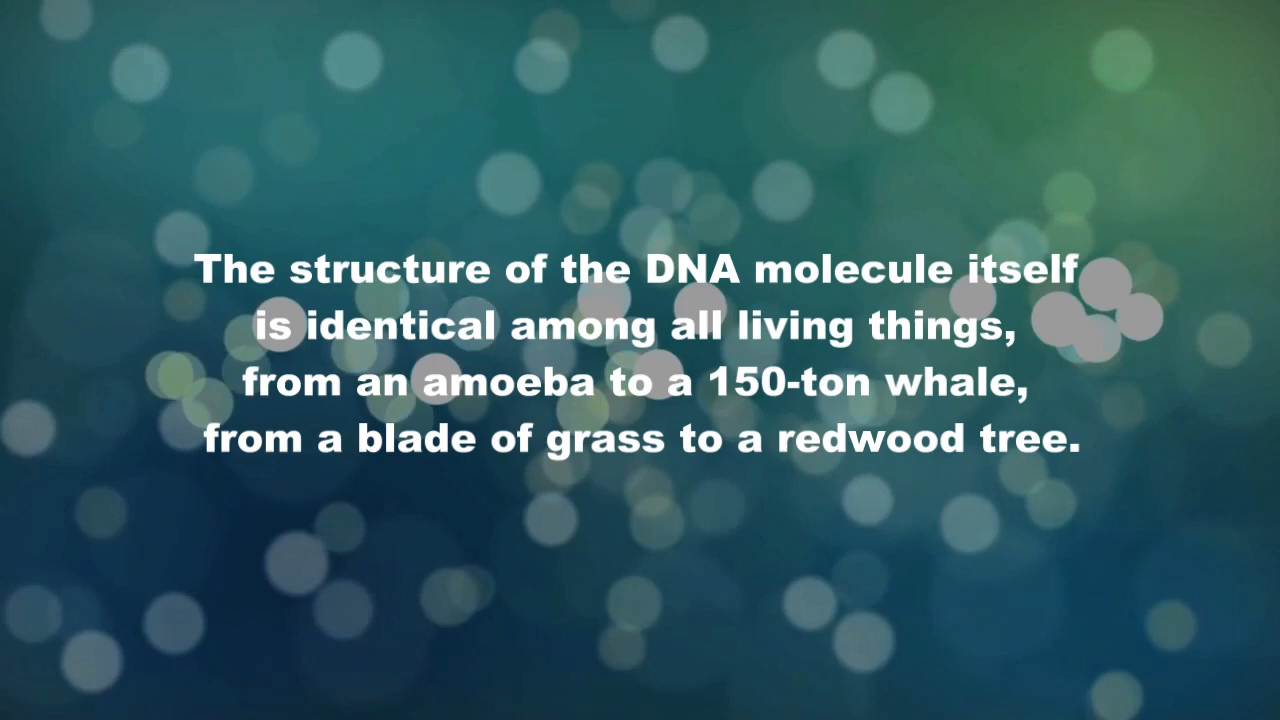 The structure of the DNA molecule itself
is identical among all living things,
from an amoeba to a 150-ton whale,
from a blade of grass to a redwood tree.